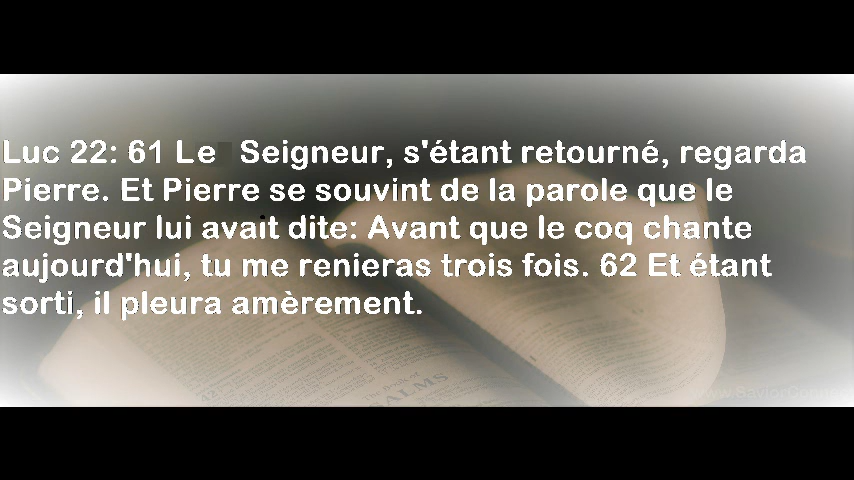 Luc 22: 61 Le Seigneur, s'étant retourné, regarda
Pierre. Et Pierre se souvint de la parole que le
Seigneur lui avait dite: Avant que le coq chante
aujourd'hui, tu me renieras trois fois. 62 Et étant
sorti, il pleura amèrement.
PSALMS